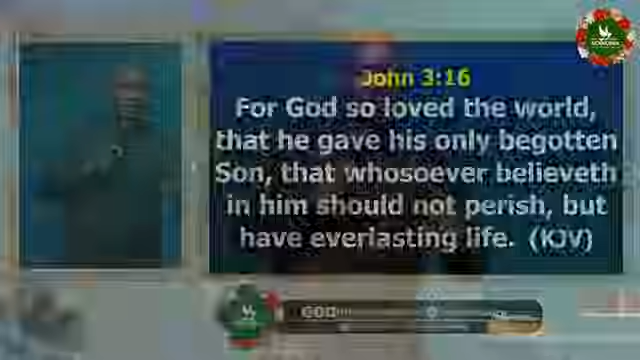 John 3:16
For God so loved the world,
that he gave his only begotten
Son, that whosoever believeth
in him should not perish, but
have everlasting life. (KJV)
GOD